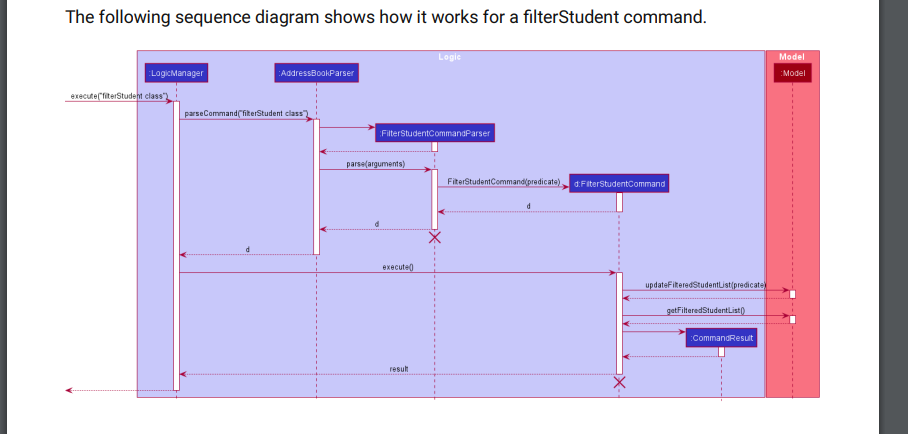 The following sequence diagram shows how it works for a filterStudent command.
Logic
Model
:LogicManager
:AddressBookParser
:Model
execute("filterStudent class")
parseCommand("filterStudent class")
:FilterStudentCommandParser
parse(arguments)
FilterStudentCommand(predicate)
d:FilterStudentCommand
d
d
d
execute()
updateFilteredStudentList(predicate)
getFilteredStudentList()
:CommandResult
result